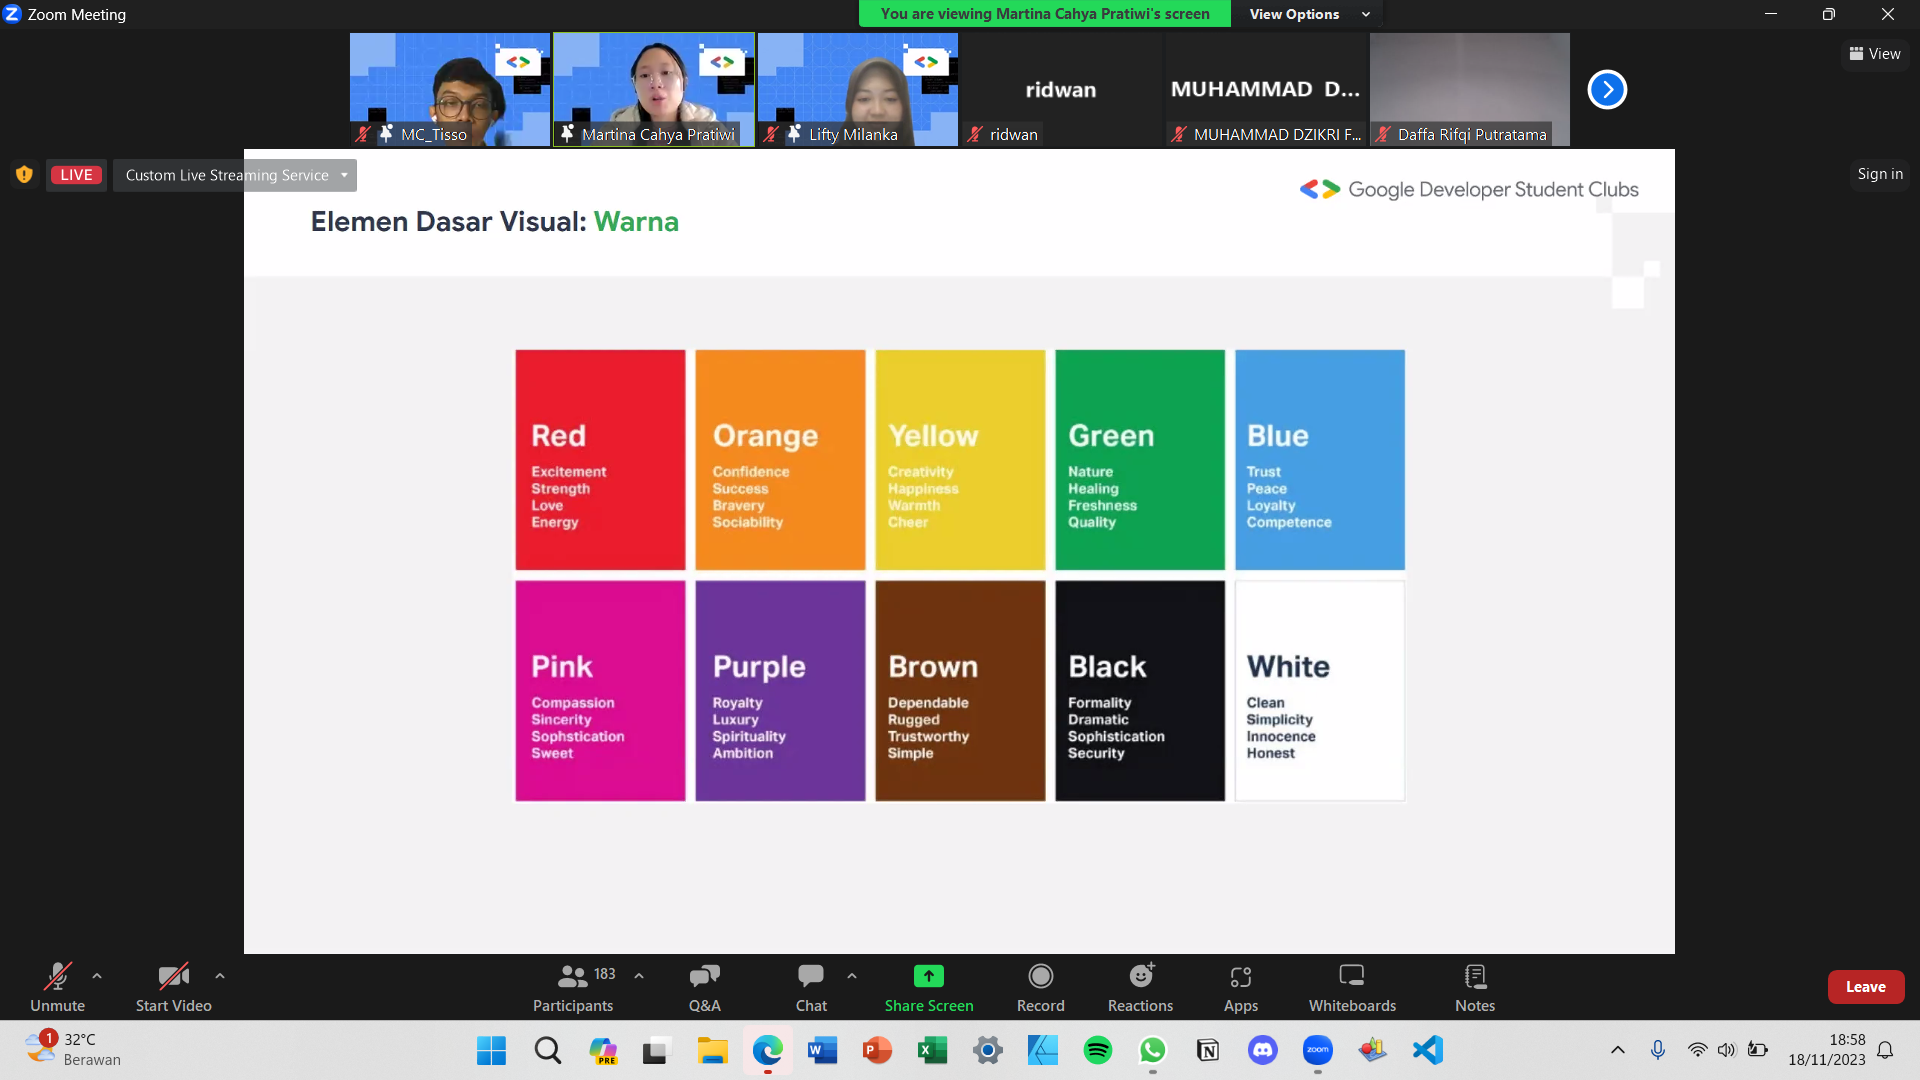 Zoom Meeting
You are viewing Martina Cahya Pratiwi's screen
View Options
View
MC_Tisso
Martina Cahya Pratiwi
Lifty Milanka
ridwan
ridwan
MUHAMMAD D...
MUHAMMAD DZIKRI F...
Daffa Rifqi Putratama
LIVE
Custom Live Streaming Service
Sign in
Google Developer Student Clubs
Elemen Dasar Visual: Warna
Red
Excitement
Strength
Love
Energy
Orange
Confidence
Success
Bravery
Sociability
Yellow
Creativity
Happiness
Warmth
Cheer
Green
Nature
Healing
Freshness
Quality
Blue
Trust
Peace
Loyalty
Competence
Pink
Compassion
Sincerity
Sophstication
Sweet
Purple
Royalty
Luxury
Spirituality
Ambition
Brown
Dependable
Rugged
Trustworthy
Simple
Black
Formality
Dramatic
Sophistication
Security
White
Clean
Simplicity
Innocence
Honest
Unmute
Start Video
183
Participants
Q&A
Chat
Share Screen
Record
Reactions
Apps
Whiteboards
Notes
Leave
1
32°C
Berawan
PRE
zoom
18:58
18/11/2023